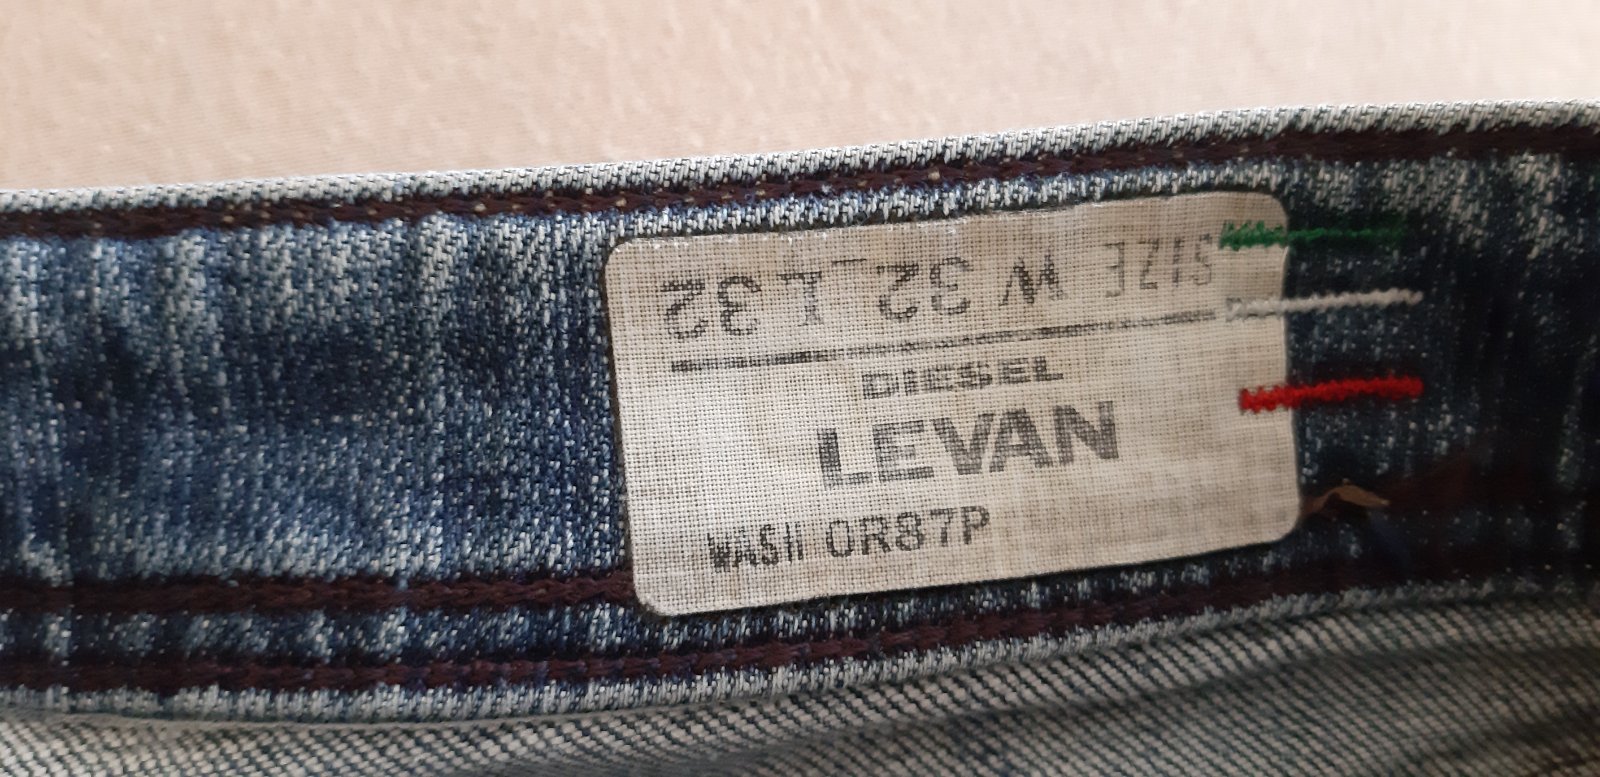 SIZE W 32 L 32
DIESEL
LEVAN
WASH 0R87P